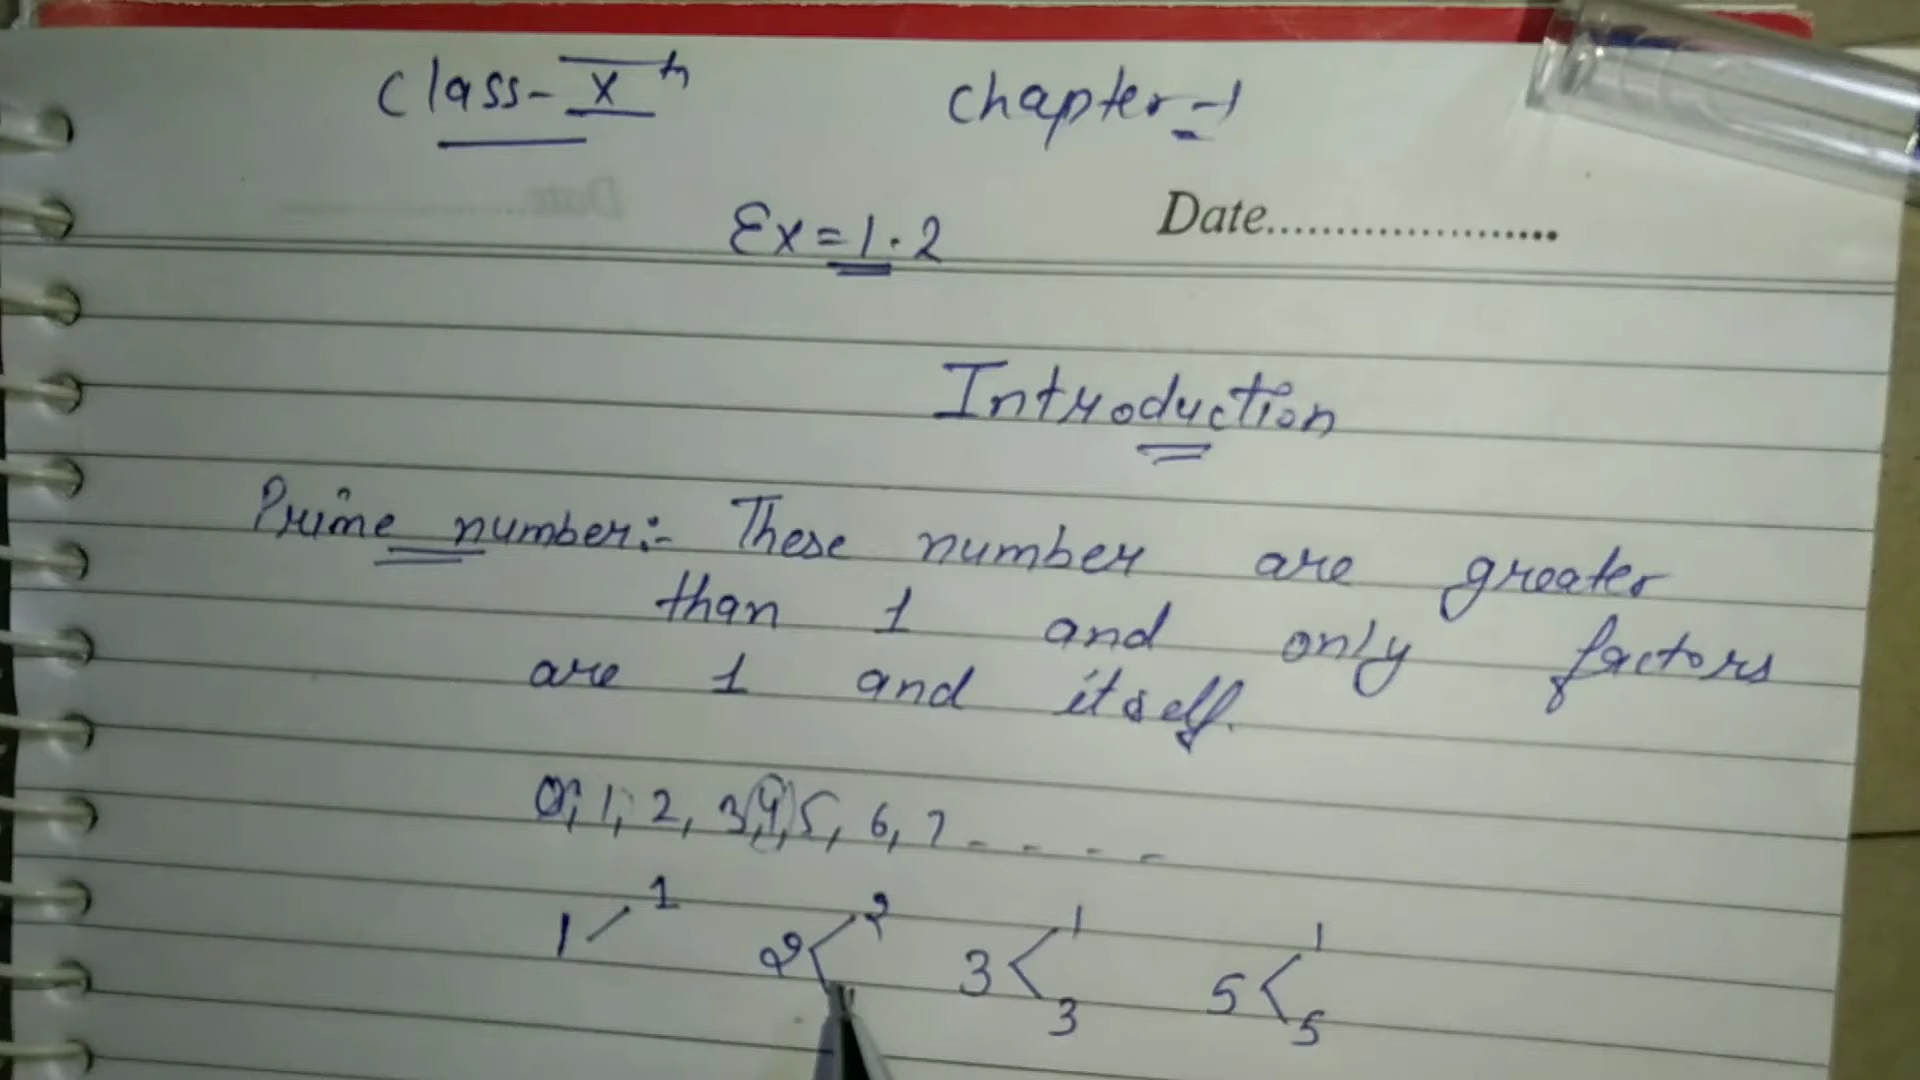 Class- Xth Chapter-1
Date....................
Ex=1.2
Introduction
Prime number:- These number are greater
than 1 and only factors
are 1 and itself.
0, 1, 2, 3, 4, 5, 6, 7 - - - -
1 1 2 2 3 1 3 5 1 5